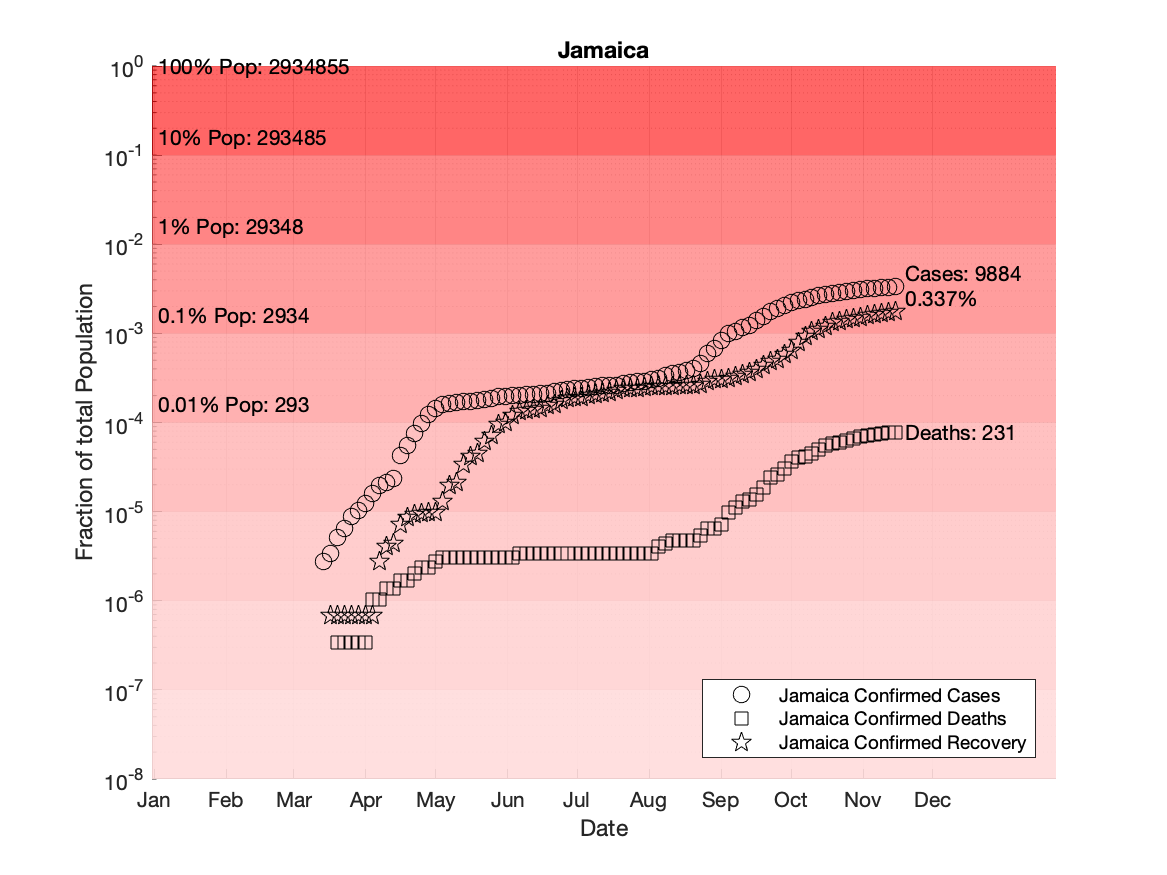 Jamaica
10^0
100% Pop: 2934855
10% Pop: 293485
10^-1
1% Pop: 29348
10^-2
Cases: 9884
0.337%
0.1% Pop: 2934
10^-3
0.01% Pop: 293
10^-4
Deaths: 231
10^-5
10^-6
10^-7
10^-8
Fraction of total Population
Jamaica Confirmed Cases
Jamaica Confirmed Deaths
Jamaica Confirmed Recovery
Jan Feb Mar Apr May Jun Jul Aug Sep Oct Nov Dec
Date